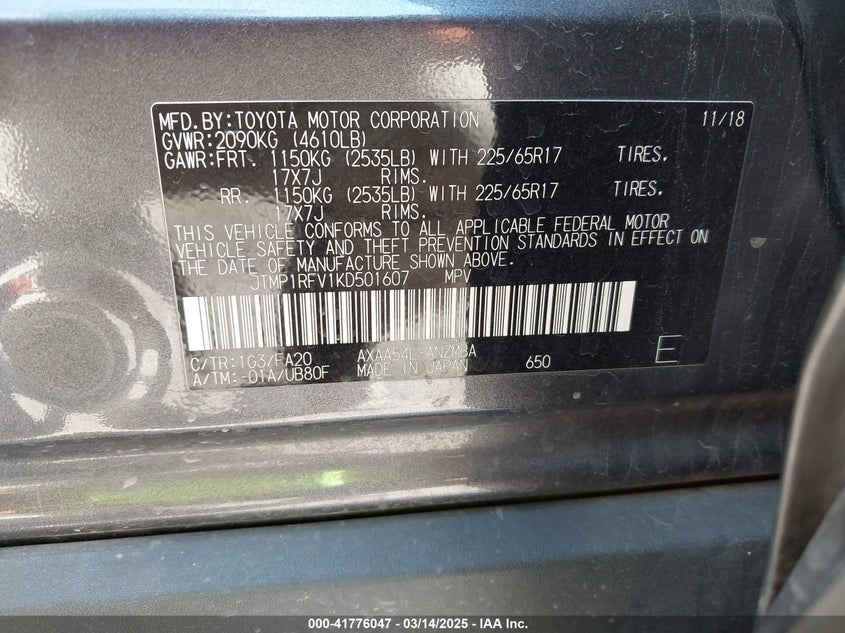 MFD.BY:TOYOTA MOTOR CORPORATION 11/18
GVWR:2090KG (4610LB)
GAWR:FRT. 1150KG (2535LB) WITH 225/65R17 TIRES.
17X7J RIMS.
RR. 1150KG (2535LB) WITH 225/65R17 TIRES.
17X7J RIMS.
THIS VEHICLE CONFORMS TO ALL APPLICABLE FEDERAL MOTOR
VEHICLE SAFETY AND THEFT PREVENTION STANDARDS IN EFFECT ON
THE DATE OF MANUFACTURE SHOWN ABOVE.
JTMP1RFV1KD501607 MPV
C/TR:1G3/FA20 AXAA54L-ANZMBA 650 E
A/TM:-01A/UB80F MADE IN JAPAN
000-41776047 — 03/14/2025 — IAA Inc.